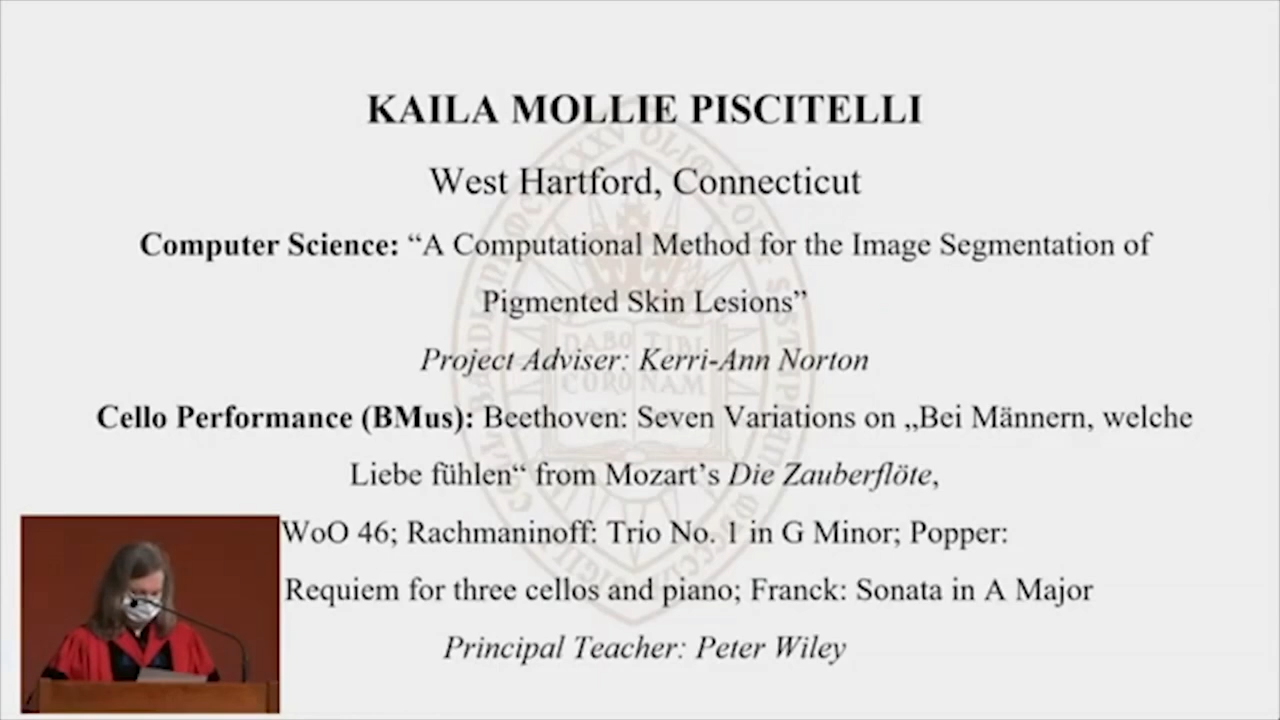 KAILA MOLLIE PISCITELLI
West Hartford, Connecticut
Computer Science: “A Computational Method for the Image Segmentation of
Pigmented Skin Lesions”
Project Adviser: Kerri-Ann Norton
Cello Performance (BMus): Beethoven: Seven Variations on „Bei Männern, welche
Liebe fühlen“ from Mozart’s Die Zauberflöte,
WoO 46; Rachmaninoff: Trio No. 1 in G Minor; Popper:
Requiem for three cellos and piano; Franck: Sonata in A Major
Principal Teacher: Peter Wiley
DABO TIBI
CORONAM